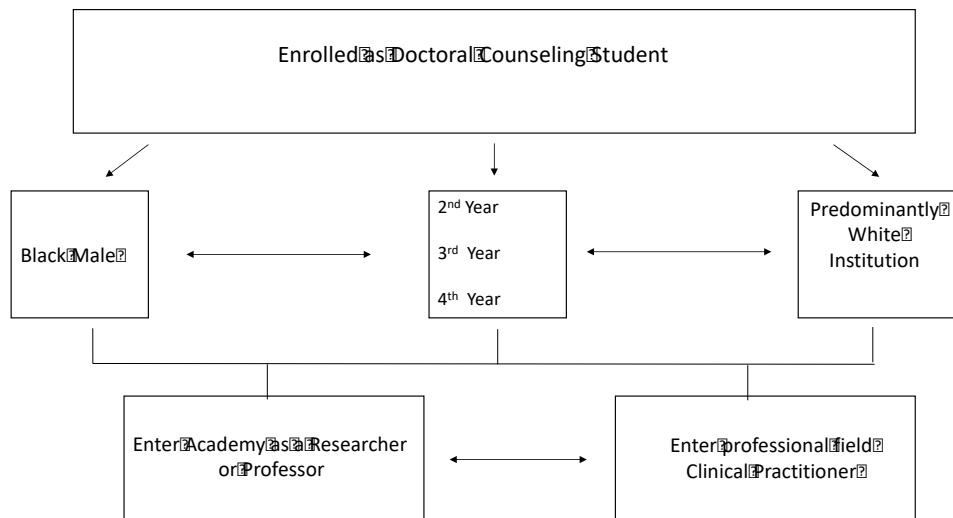 Enrolled as Doctoral Counseling Student
Black Male
2nd Year
3rd Year
4th Year
Predominantly
White
Institution
Enter Academy as a Researcher
or Professor
Enter professional field
Clinical Practitioner